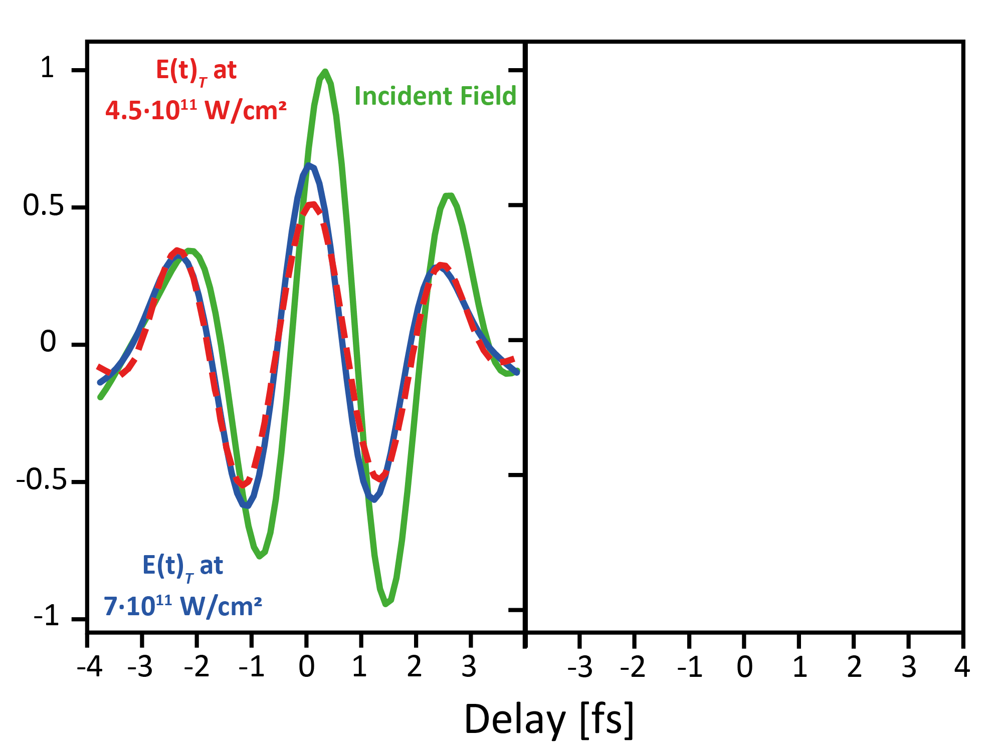 E(t)T at
4.5·10¹¹ W/cm²
Incident Field
E(t)T at
7·10¹¹ W/cm²
1
0.5
0
-0.5
-1
-4 -3 -2 -1 0 1 2 3
-3 -2 -1 0 1 2 3 4
Delay [fs]